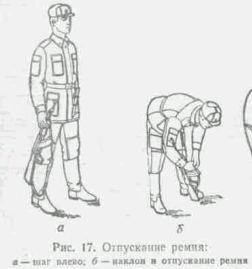 а
б
Рис. 17. Отпускание ремня:
а — шаг влево; б — наклон и отпускание ремня